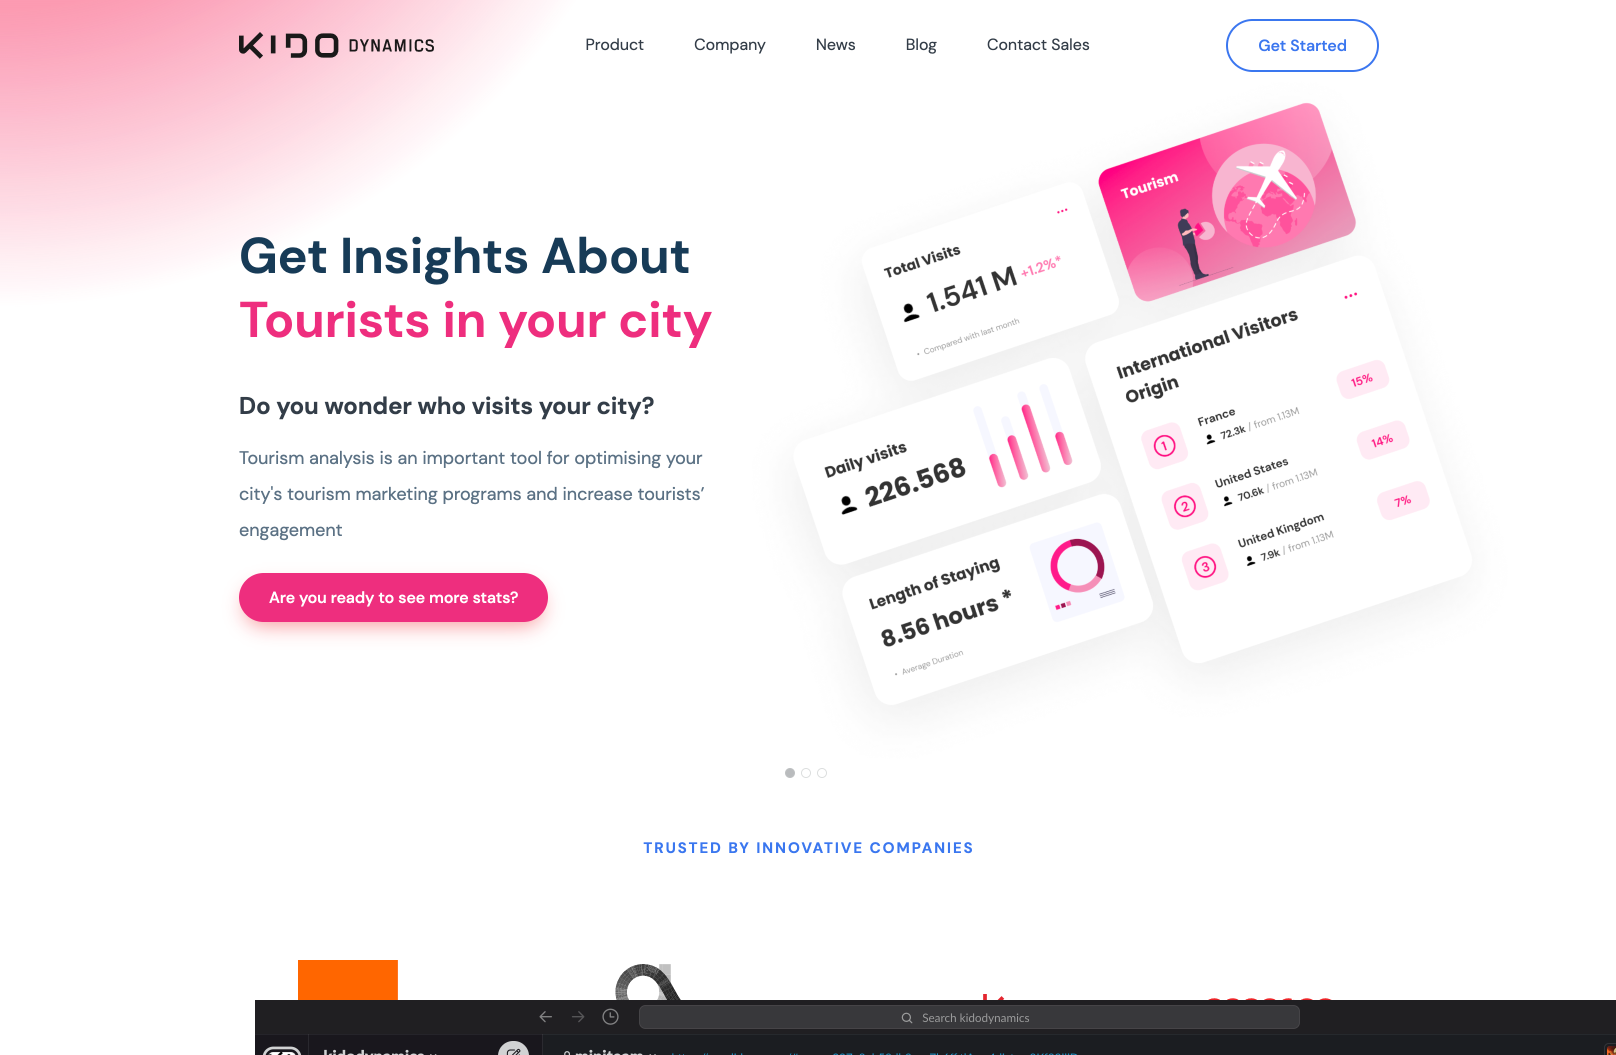 KIDO DYNAMICS
Product
Company
News
Blog
Contact Sales
Get Started
Get Insights About
Tourists in your city
Do you wonder who visits your city?
Tourism analysis is an important tool for optimising your
city's tourism marketing programs and increase tourists’
engagement
Are you ready to see more stats?
Tourism
Total Visits
1.541 M +1.2%*
• Compared with last month
Daily visits
226.568
Length of Staying
8.56 hours *
• Average Duration
International Visitors
Origin
1
France
72.3k / from 1.13M
15%
2
United States
70.6k / from 1.13M
14%
3
United Kingdom
7.9k / from 1.13M
7%
TRUSTED BY INNOVATIVE COMPANIES
Search kidodynamics
kidodynamics